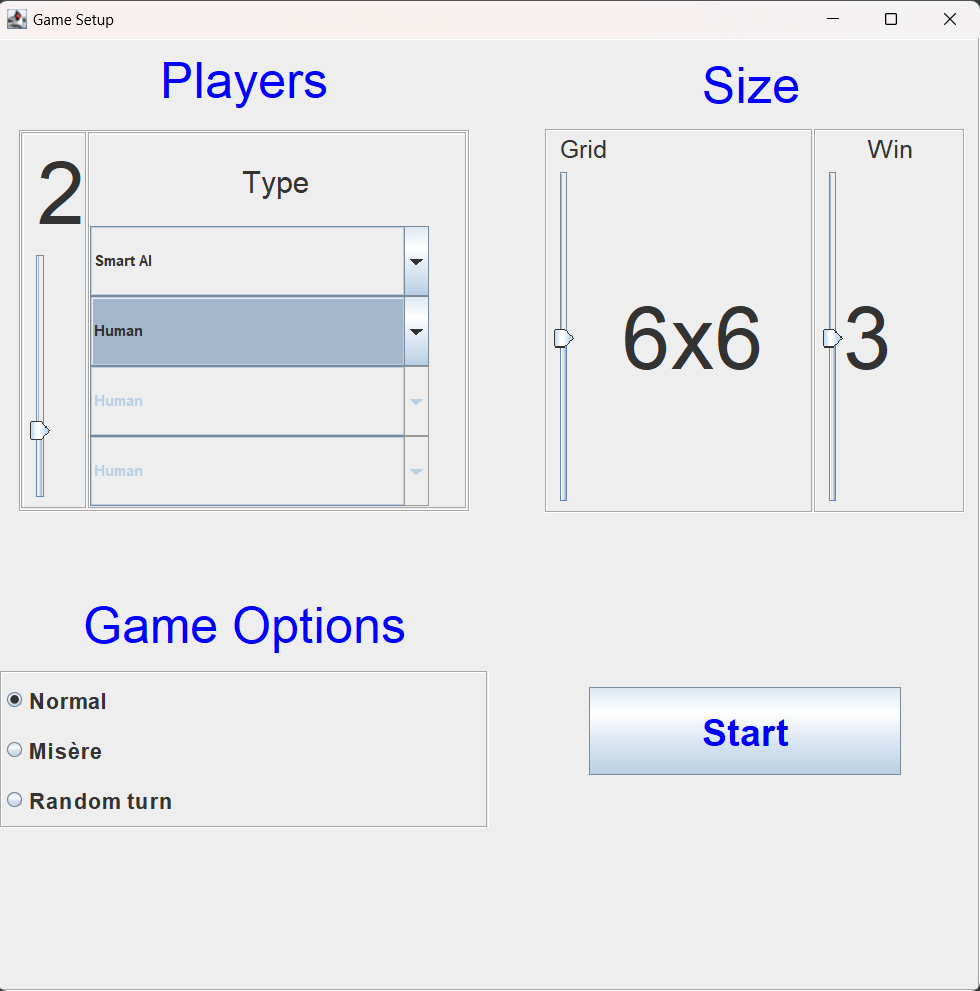 Game Setup
Players
2
Type
Smart AI
Human
Human
Human
Size
Grid
6x6
Win
3
Game Options
Normal
Misère
Random turn
Start